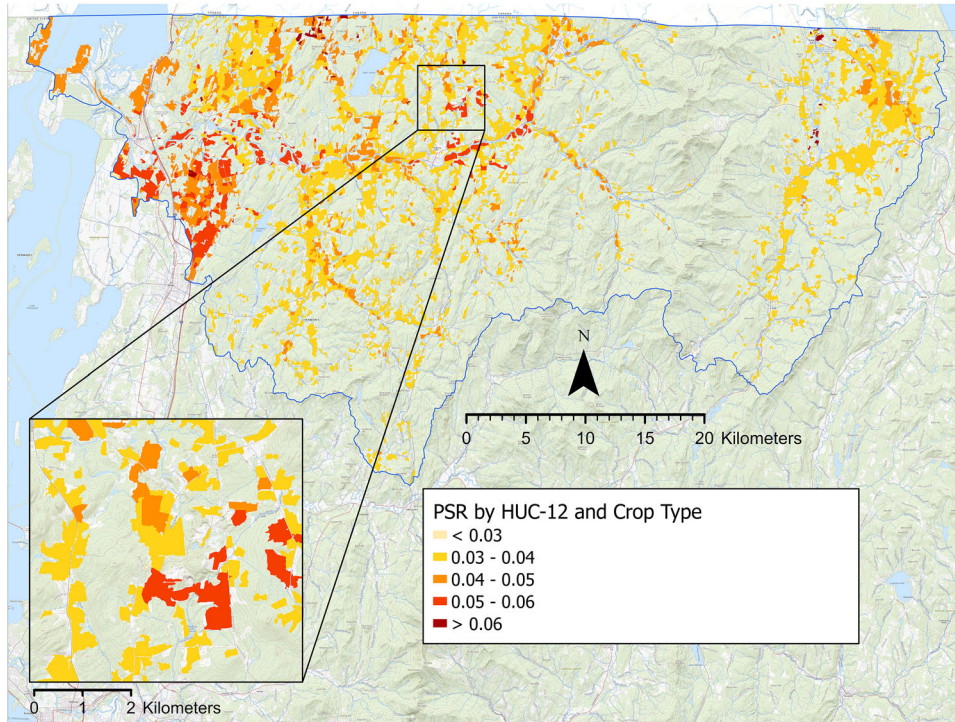 N
0 5 10 15 20 Kilometers
PSR by HUC-12 and Crop Type
< 0.03
0.03 - 0.04
0.04 - 0.05
0.05 - 0.06
> 0.06
0 1 2 Kilometers